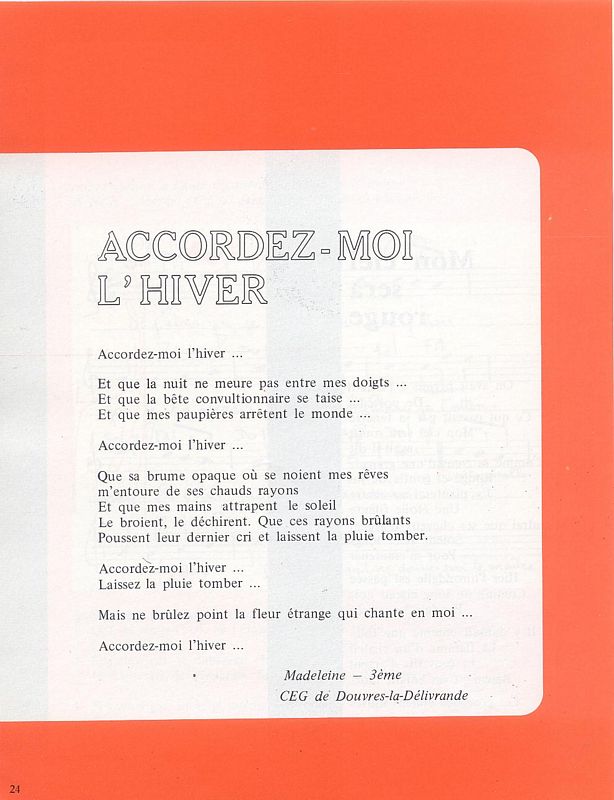 ACCORDEZ-MOI
L'HIVER
Accordez-moi l'hiver ...
Et que la nuit ne meure pas entre mes doigts ...
Et que la bête convultionnaire se taise ...
Et que mes paupières arrêtent le monde ...
Accordez-moi l'hiver ...
Que sa brume opaque où se noient mes rêves
m'entoure de ses chauds rayons
Et que mes mains attrapent le soleil
Le broient, le déchirent. Que ces rayons brûlants
Poussent leur dernier cri et laissent la pluie tomber.
Accordez-moi l'hiver ...
Laissez la pluie tomber ...
Mais ne brûlez point la fleur étrange qui chante en moi ...
Accordez-moi l'hiver ...
Madeleine – 3ème
CEG de Douvres-la-Délivrande
24